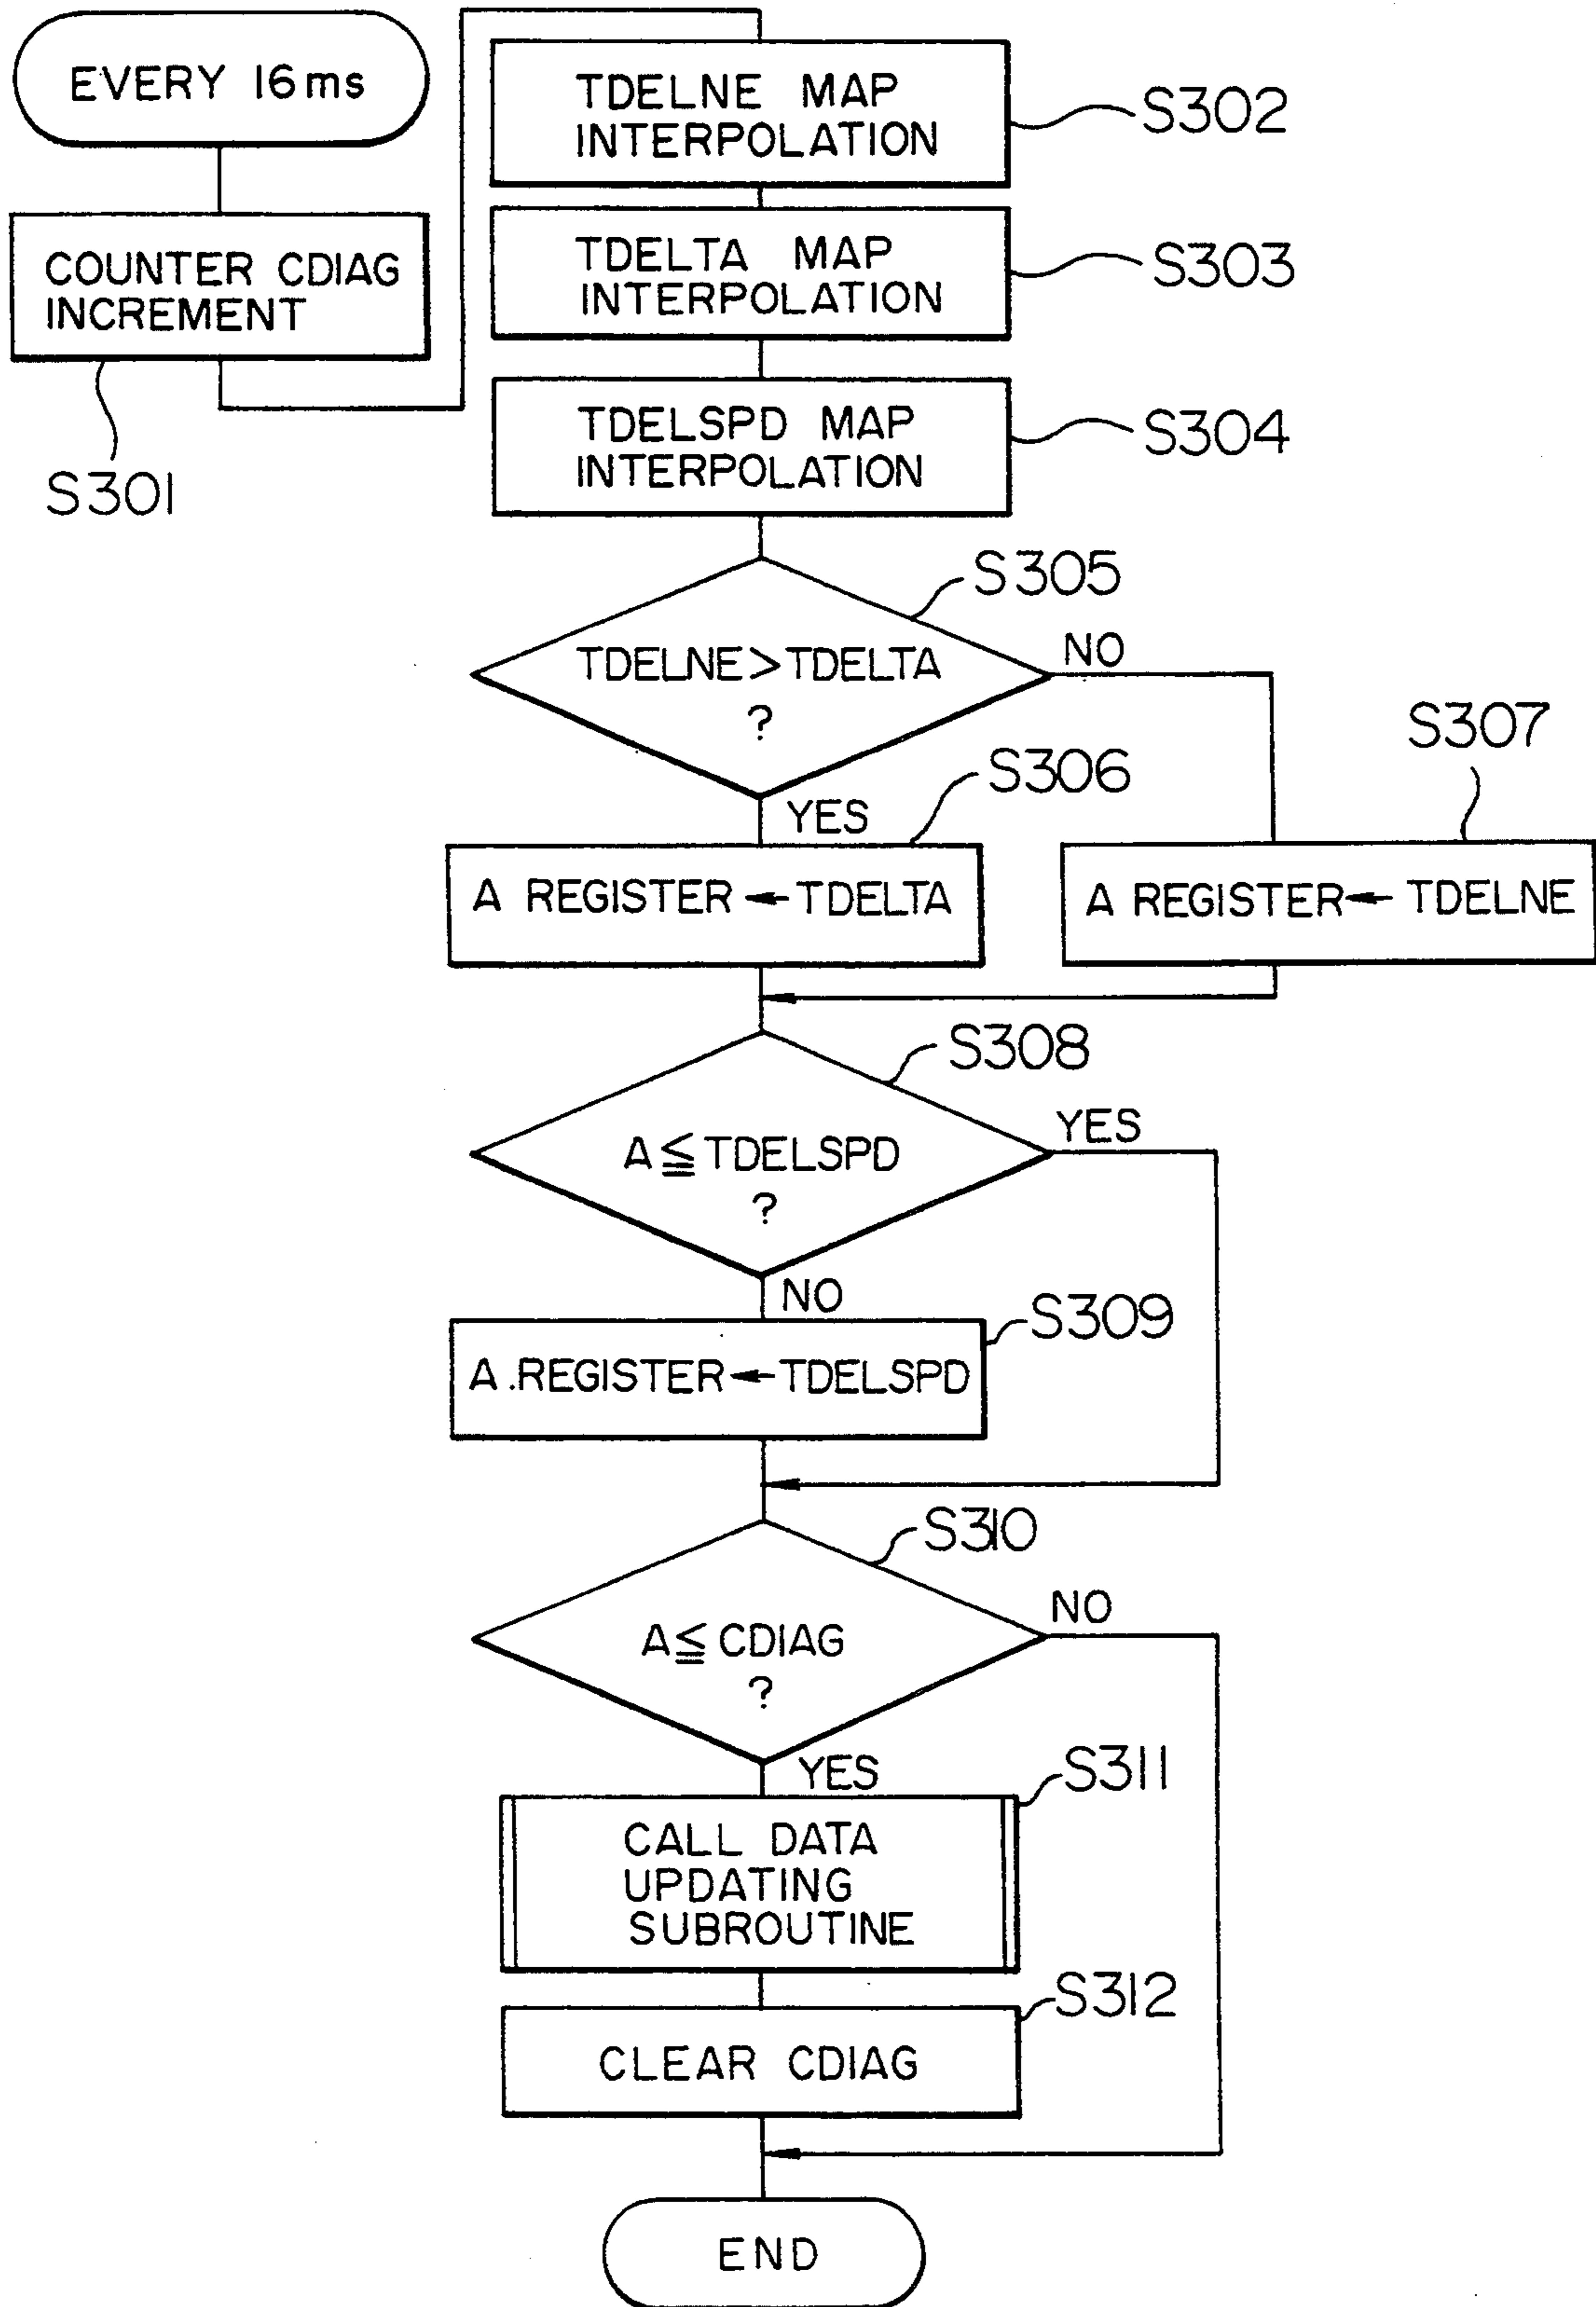 EVERY 16ms
COUNTER CDIAG
INCREMENT
S301
TDELNE MAP
INTERPOLATION
S302
TDELTA MAP
INTERPOLATION
S303
TDELSPD MAP
INTERPOLATION
S304
S305
TDELNE>TDELTA
?
NO
YES
S306
A REGISTER ← TDELTA
S307
A REGISTER ← TDELNE
S308
A ≦ TDELSPD
?
YES
NO
S309
A.REGISTER ← TDELSPD
S310
A ≦ CDIAG
?
NO
YES
S311
CALL DATA
UPDATING
SUBROUTINE
S312
CLEAR CDIAG
END